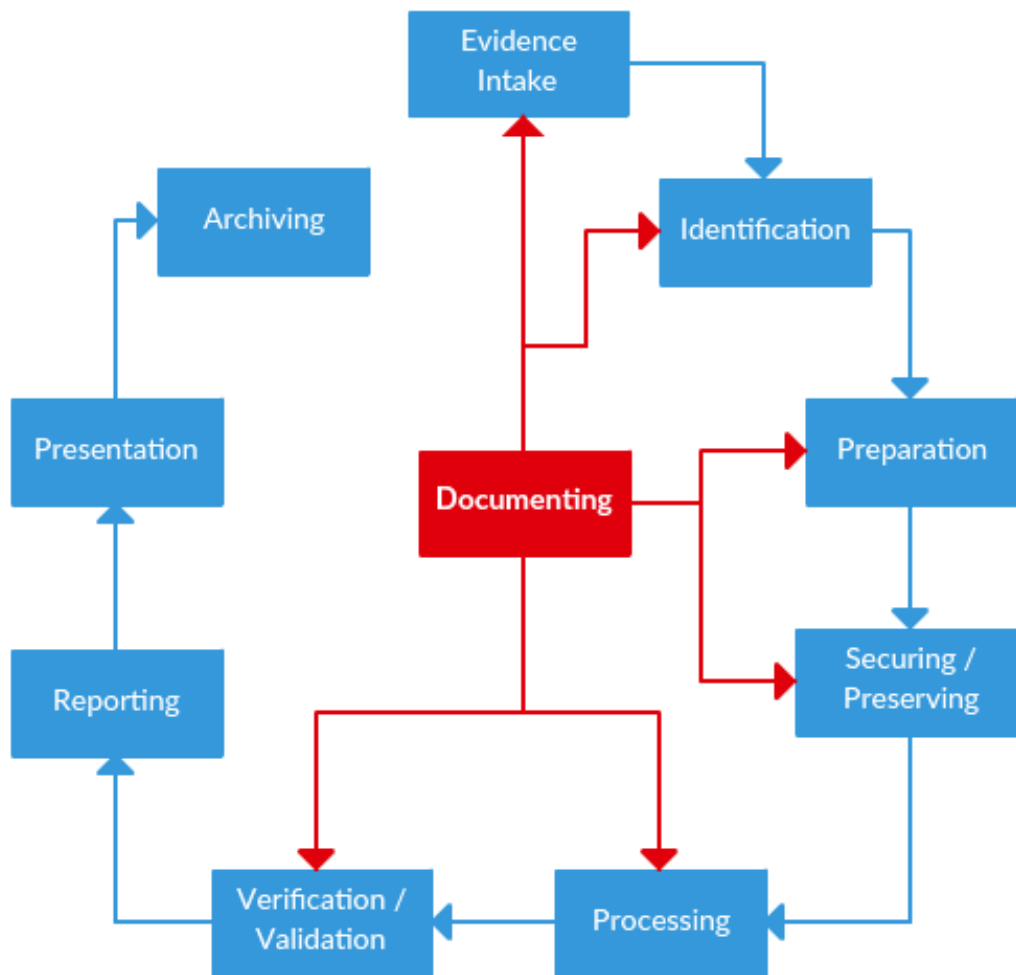 Evidence
Intake
Archiving
Identification
Presentation
Documenting
Preparation
Reporting
Securing /
Preserving
Verification /
Validation
Processing